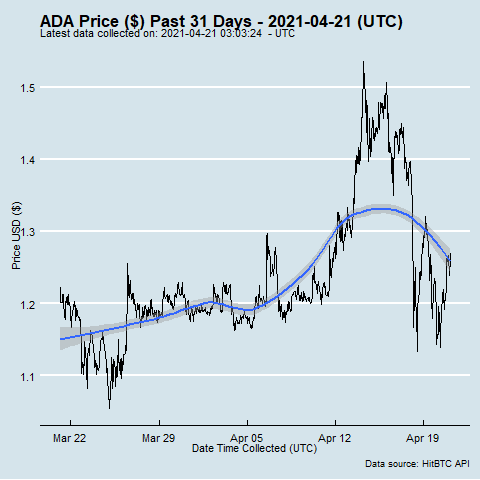 ADA Price ($) Past 31 Days - 2021-04-21 (UTC)
Latest data collected on: 2021-04-21 03:03:24 - UTC
Price USD ($)
1.5
1.4
1.3
1.2
1.1
Mar 22
Mar 29
Apr 05
Apr 12
Apr 19
Date Time Collected (UTC)
Data source: HitBTC API